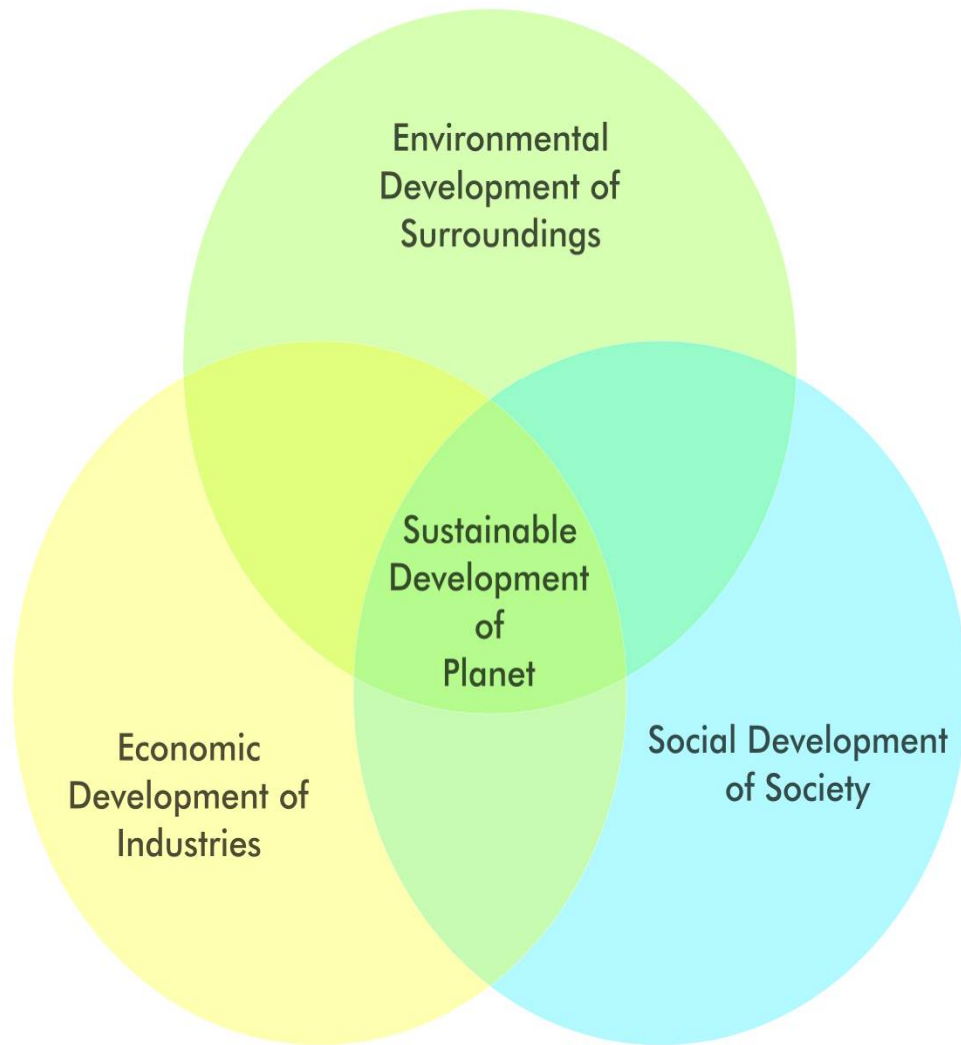 Environmental
Development of
Surroundings
Sustainable
Development
of
Planet
Economic
Development of
Industries
Social Development
of Society